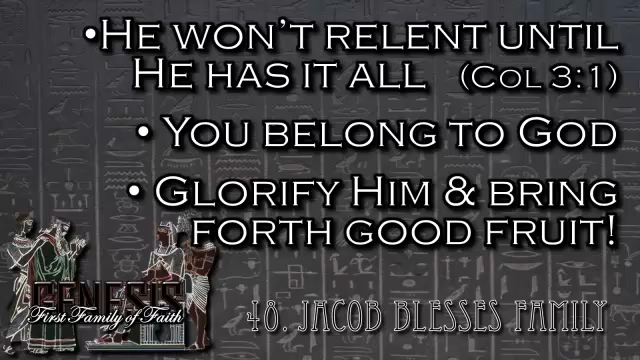 •He won't relent until
He has it all (Col 3:1)
• You belong to God
• Glorify Him & bring
forth good fruit!
GENESIS
First Family of Faith
48. Jacob Blesses Family